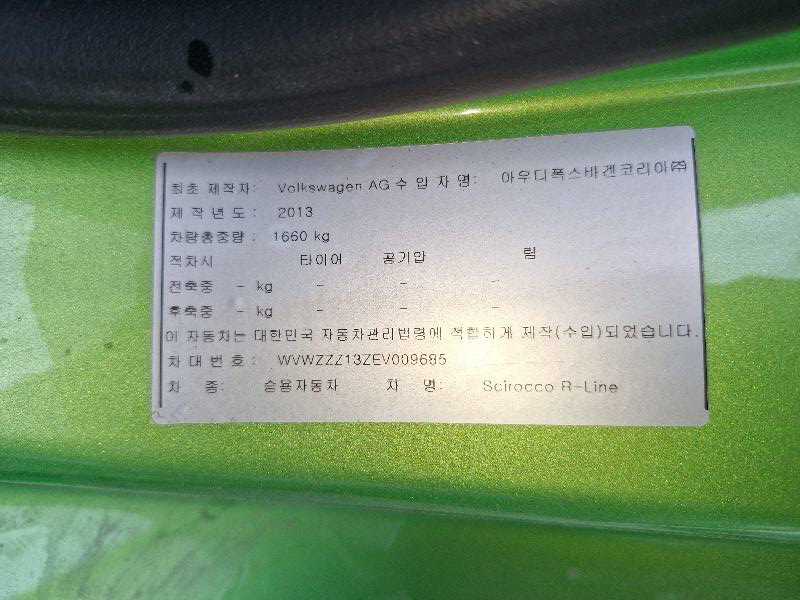 최초 제작자: Volkswagen AG 수 입 자 명: 아우디폭스바겐코리아㈜
제 작 년 도 : 2013
차량총중량 : 1660 kg
적차시 타이어 공기압 림
전축중 - kg - - -
후축중 - kg - - -
이 자동차는 대한민국 자동차관리법령에 적합하게 제작(수입)되었습니다.
차 대 번 호 : WVWZZZ13ZEV009685
차 종: 승용자동차 차 명: Scirocco R-Line